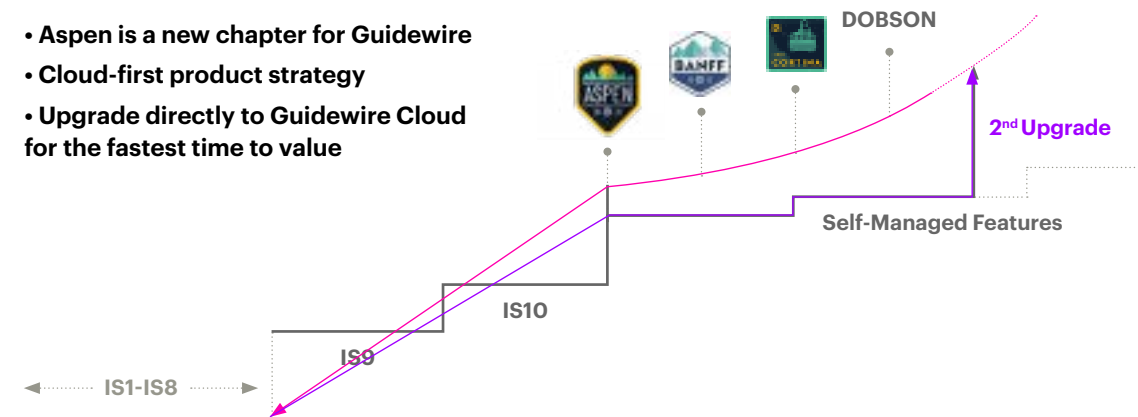 • Aspen is a new chapter for Guidewire
• Cloud-first product strategy
• Upgrade directly to Guidewire Cloud
for the fastest time to value
ASPEN
BANFF
CORTINA
DOBSON
2nd Upgrade
Self-Managed Features
IS10
IS9
IS1-IS8